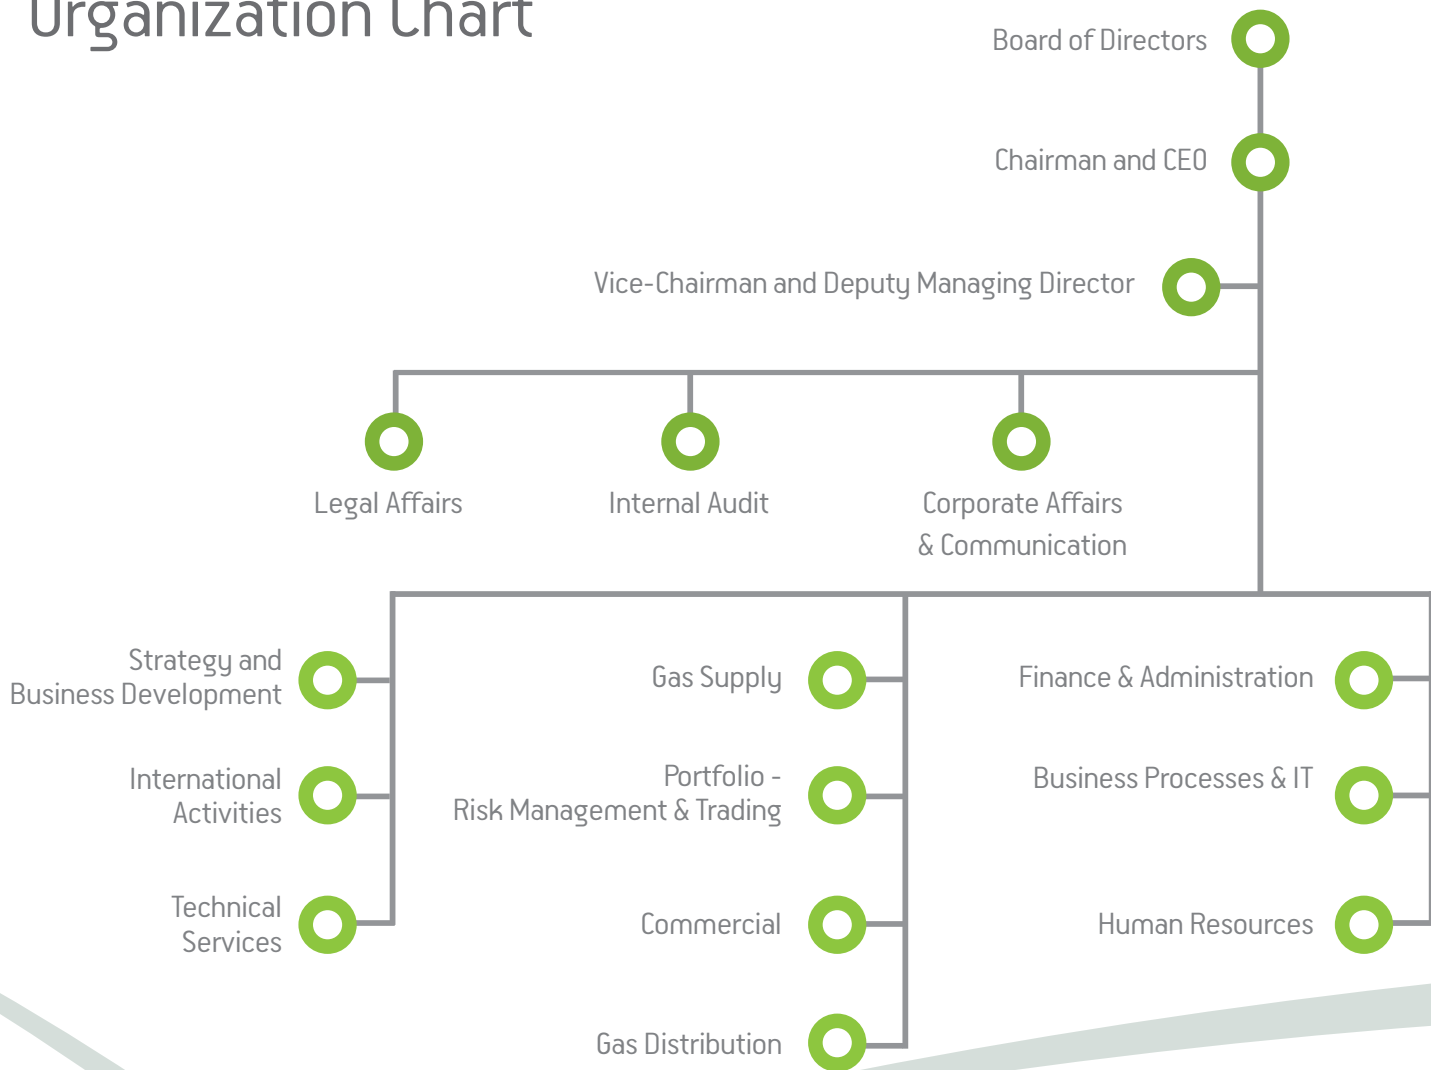 Organization Chart
Board of Directors
Chairman and CEO
Vice-Chairman and Deputy Managing Director
Legal Affairs
Internal Audit
Corporate Affairs
& Communication
Strategy and
Business Development
International
Activities
Technical
Services
Gas Supply
Portfolio -
Risk Management & Trading
Commercial
Gas Distribution
Finance & Administration
Business Processes & IT
Human Resources